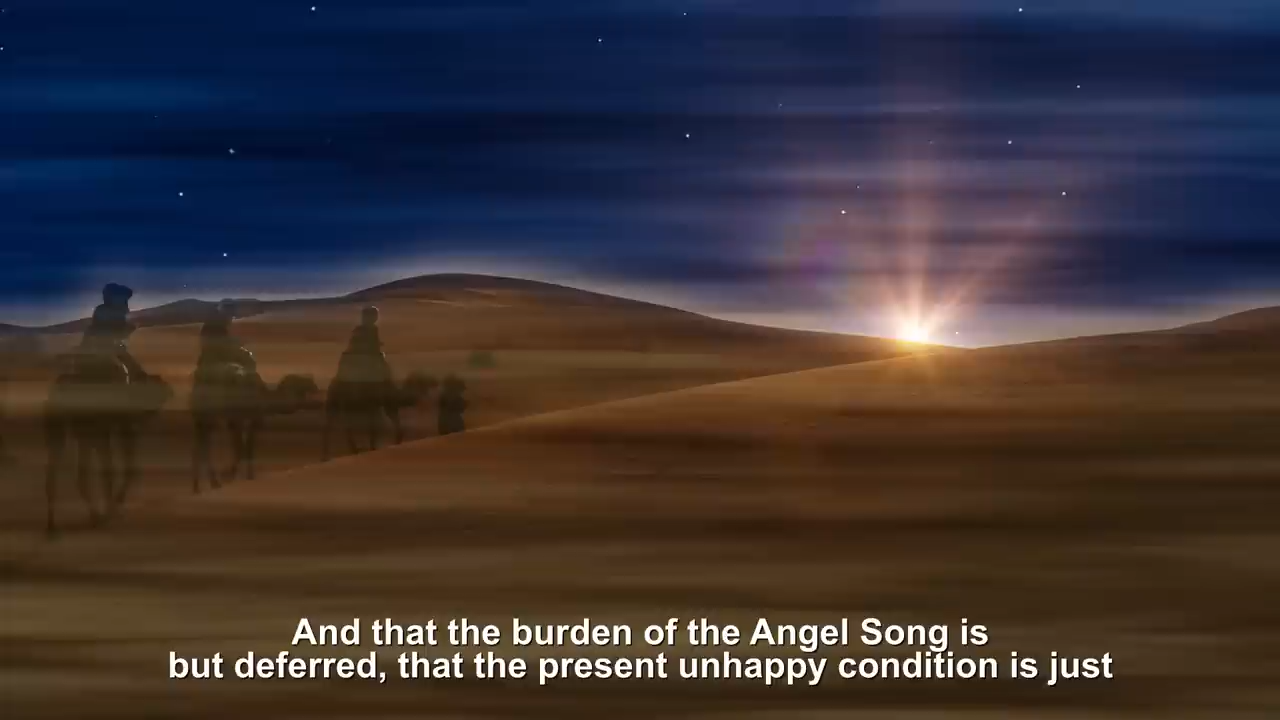 And that the burden of the Angel Song is
but deferred, that the present unhappy condition is just